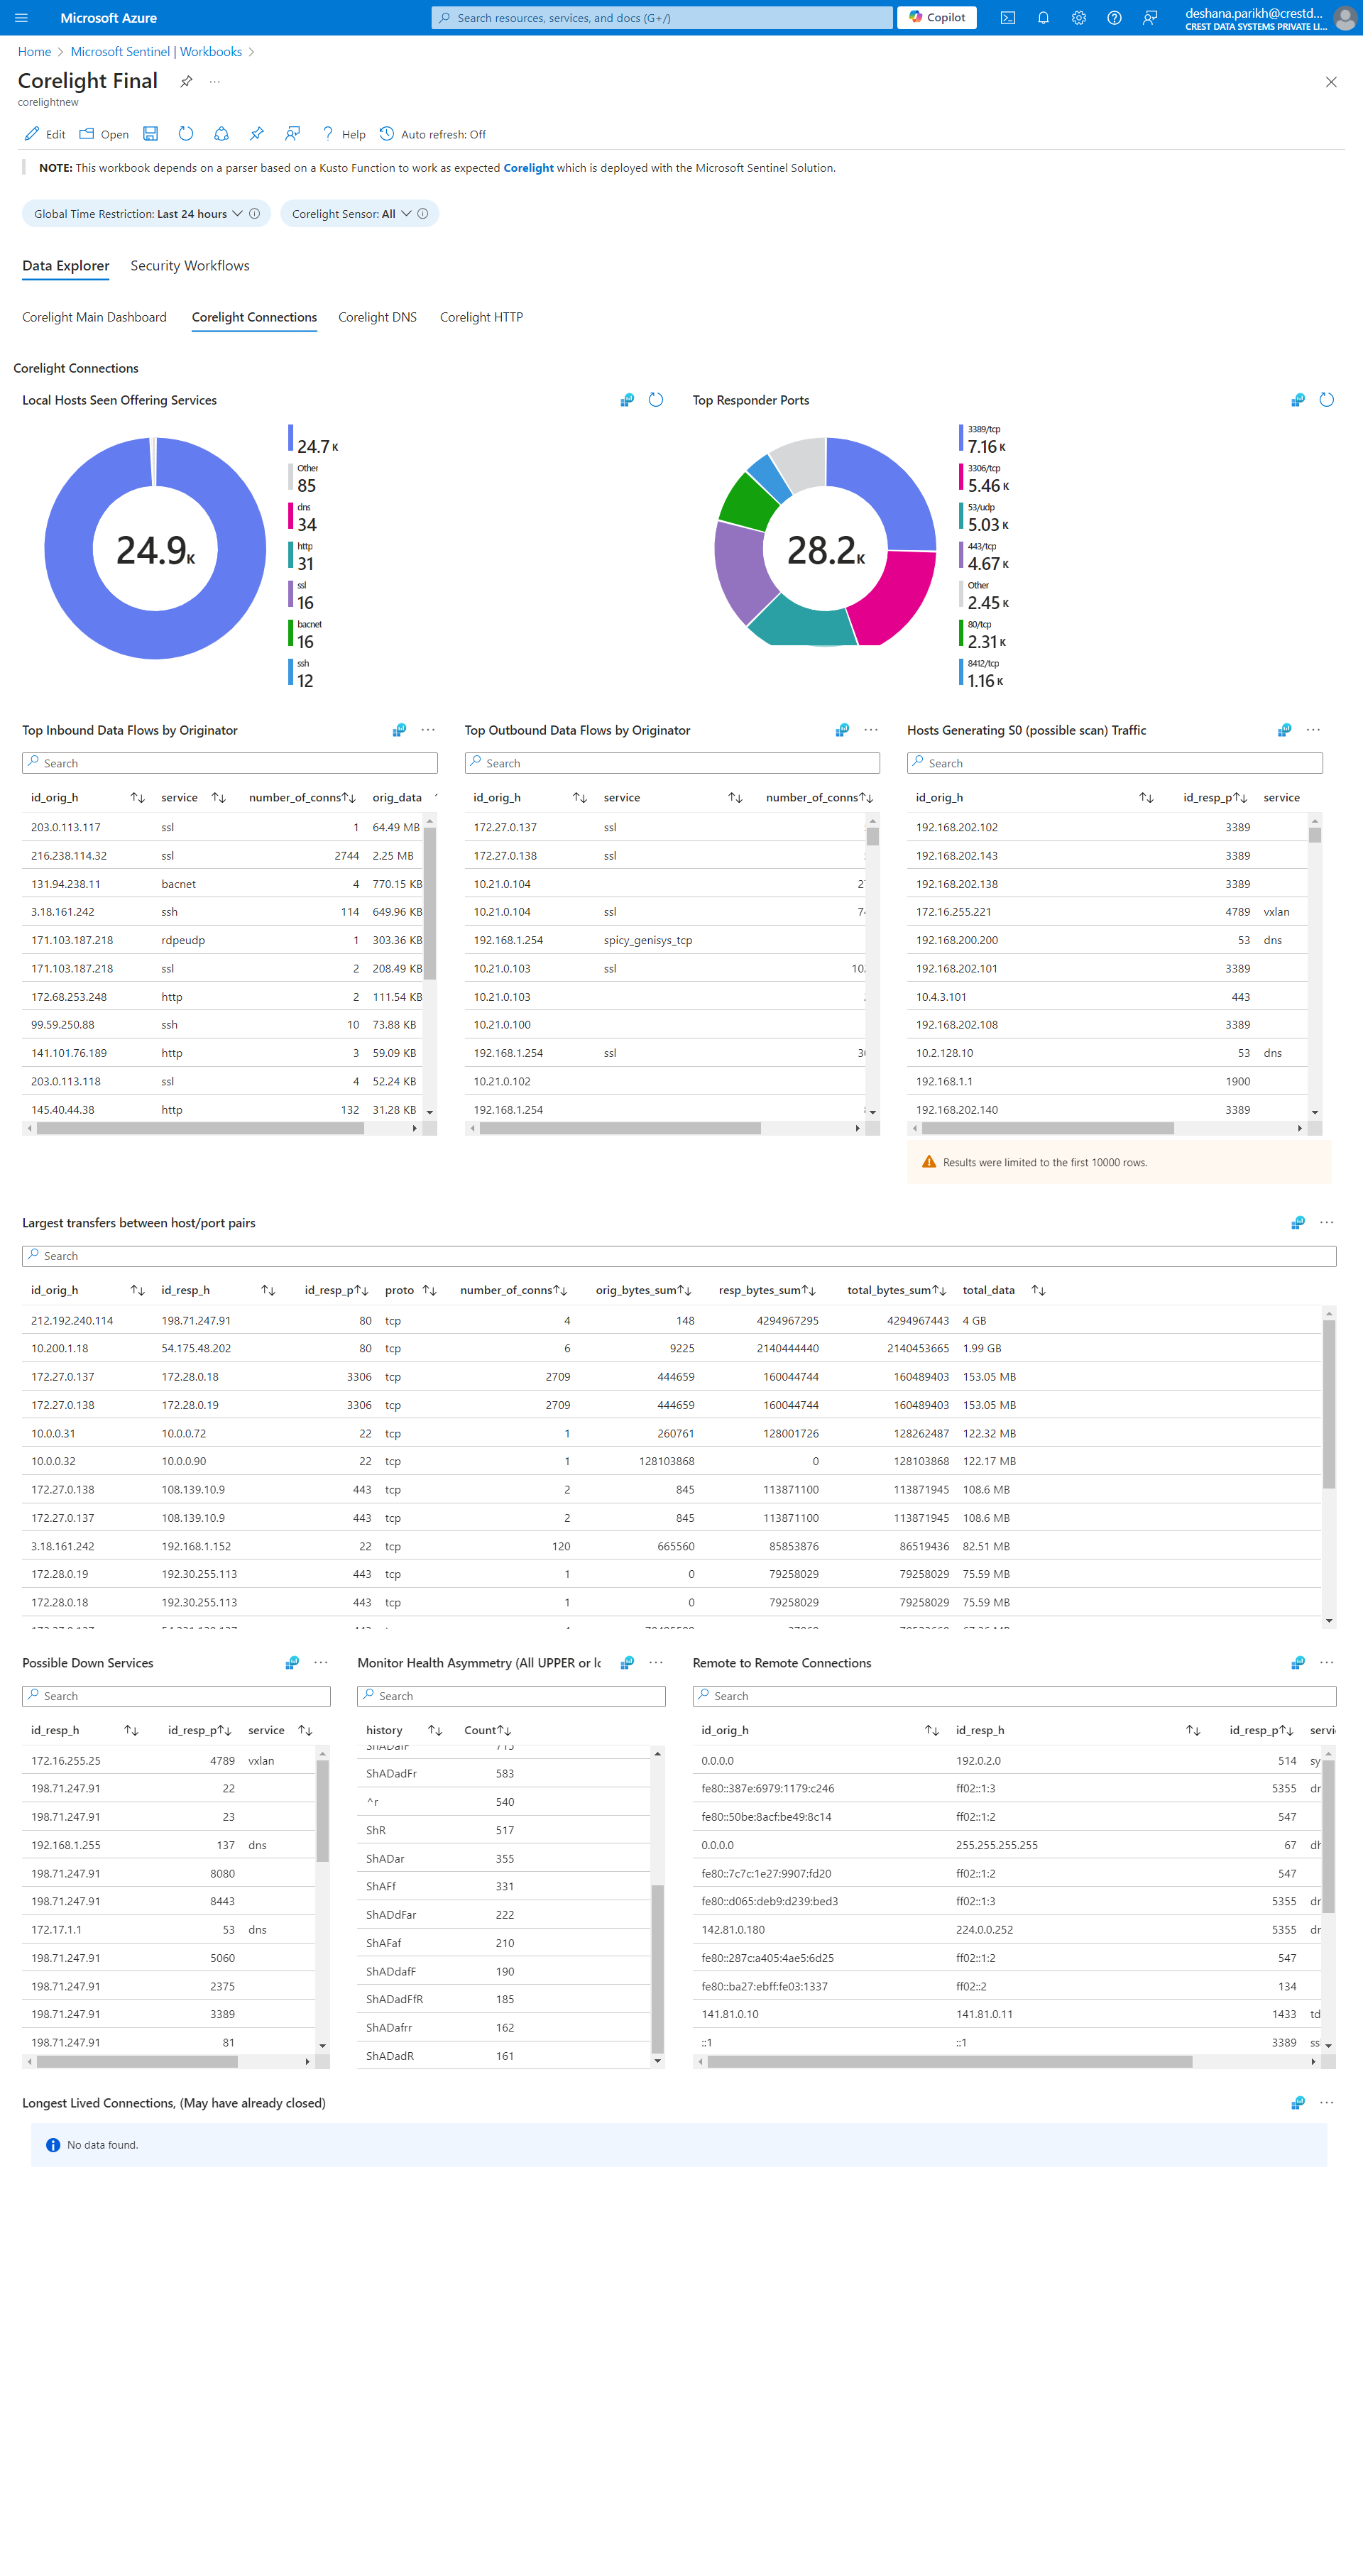 Microsoft Azure
Search resources, services, and docs (G+/)
Copilot
deshana.parikh@crestd...
CREST DATA SYSTEMS PRIVATE LI...
Home > Microsoft Sentinel | Workbooks >
Corelight Final
corelightnew
Edit Open Help Auto refresh: Off
NOTE: This workbook depends on a parser based on a Kusto Function to work as expected Corelight which is deployed with the Microsoft Sentinel Solution.
Global Time Restriction: Last 24 hours
Corelight Sensor: All
Data Explorer Security Workflows
Corelight Main Dashboard Corelight Connections Corelight DNS Corelight HTTP
Corelight Connections
Local Hosts Seen Offering Services
24.9K
24.7 K
Other
85
dns
34
http
31
ssl
16
bacnet
16
ssh
12
Top Responder Ports
28.2K
3389/tcp
7.16 K
3306/tcp
5.46 K
53/udp
5.03 K
443/tcp
4.67 K
Other
2.45 K
80/tcp
2.31 K
8412/tcp
1.16 K
Top Inbound Data Flows by Originator
Search
id_orig_h service number_of_conns orig_data
203.0.113.117 ssl 1 64.49 MB
216.238.114.32 ssl 2744 2.25 MB
131.94.238.11 bacnet 4 770.15 KB
3.18.161.242 ssh 114 649.96 KB
171.103.187.218 rdpeudp 1 303.36 KB
171.103.187.218 ssl 2 208.49 KB
172.68.253.248 http 2 111.54 KB
99.59.250.88 ssh 10 73.88 KB
141.101.76.189 http 3 59.09 KB
203.0.113.118 ssl 4 52.24 KB
145.40.44.38 http 132 31.28 KB
Top Outbound Data Flows by Originator
Search
id_orig_h service number_of_conns
172.27.0.137 ssl
172.27.0.138 ssl
10.21.0.104
10.21.0.104 ssl
192.168.1.254 spicy_genisys_tcp
10.21.0.103 ssl
10.21.0.103
10.21.0.100
192.168.1.254 ssl
10.21.0.102
192.168.1.254
Hosts Generating S0 (possible scan) Traffic
Search
id_orig_h id_resp_p service
192.168.202.102 3389
192.168.202.143 3389
192.168.202.138 3389
172.16.255.221 4789 vxlan
192.168.200.200 53 dns
192.168.202.101 3389
10.4.3.101 443
192.168.202.108 3389
10.2.128.10 53 dns
192.168.1.1 1900
192.168.202.140 3389
Results were limited to the first 10000 rows.
Largest transfers between host/port pairs
Search
id_orig_h id_resp_h id_resp_p proto number_of_conns orig_bytes_sum resp_bytes_sum total_bytes_sum total_data
212.192.240.114 198.71.247.91 80 tcp 4 148 4294967295 4294967443 4 GB
10.200.1.18 54.175.48.202 80 tcp 6 9225 2140444440 2140453665 1.99 GB
172.27.0.137 172.28.0.18 3306 tcp 2709 444659 160044744 160489403 153.05 MB
172.27.0.138 172.28.0.19 3306 tcp 2709 444659 160044744 160489403 153.05 MB
10.0.0.31 10.0.0.72 22 tcp 1 260761 128001726 128262487 122.32 MB
10.0.0.32 10.0.0.90 22 tcp 1 128103868 0 128103868 122.17 MB
172.27.0.138 108.139.10.9 443 tcp 2 845 113871100 113871945 108.6 MB
172.27.0.137 108.139.10.9 443 tcp 2 845 113871100 113871945 108.6 MB
3.18.161.242 192.168.1.152 22 tcp 120 665560 85853876 86519436 82.51 MB
172.28.0.19 192.30.255.113 443 tcp 1 0 79258029 79258029 75.59 MB
172.28.0.18 192.30.255.113 443 tcp 1 0 79258029 79258029 75.59 MB
Possible Down Services
Search
id_resp_h id_resp_p service
172.16.255.25 4789 vxlan
198.71.247.91 22
198.71.247.91 23
192.168.1.255 137 dns
198.71.247.91 8080
198.71.247.91 8443
172.17.1.1 53 dns
198.71.247.91 5060
198.71.247.91 2375
198.71.247.91 3389
198.71.247.91 81
Monitor Health Asymmetry (All UPPER or lo
Search
history Count
ShADadFr 583
^r 540
ShR 517
ShADar 355
ShAFf 331
ShADdFar 222
ShAFaf 210
ShADdafF 190
ShADadFfR 185
ShADafrr 162
ShADadR 161
Remote to Remote Connections
Search
id_orig_h id_resp_h id_resp_p
0.0.0.0 192.0.2.0 514
fe80::387e:6979:1179:c246 ff02::1:3 5355
fe80::50be:8acf:be49:8c14 ff02::1:2 547
0.0.0.0 255.255.255.255 67
fe80::7c7c:1e27:9907:fd20 ff02::1:2 547
fe80::d065:deb9:d239:bed3 ff02::1:3 5355
142.81.0.180 224.0.0.252 5355
fe80::287c:a405:4ae5:6d25 ff02::1:2 547
fe80::ba27:ebff:fe03:1337 ff02::2 134
141.81.0.10 141.81.0.11 1433
::1 ::1 3389
Longest Lived Connections, (May have already closed)
No data found.